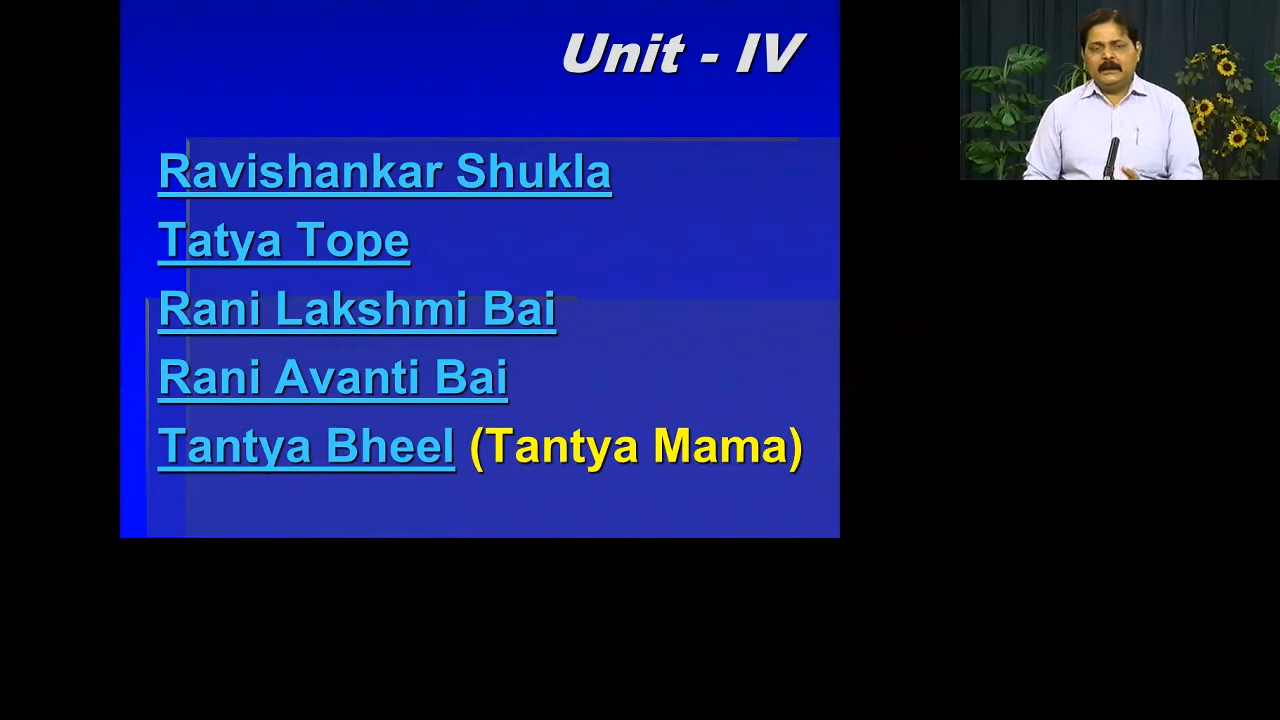 Unit - IV
Ravishankar Shukla
Tatya Tope
Rani Lakshmi Bai
Rani Avanti Bai
Tantya Bheel (Tantya Mama)